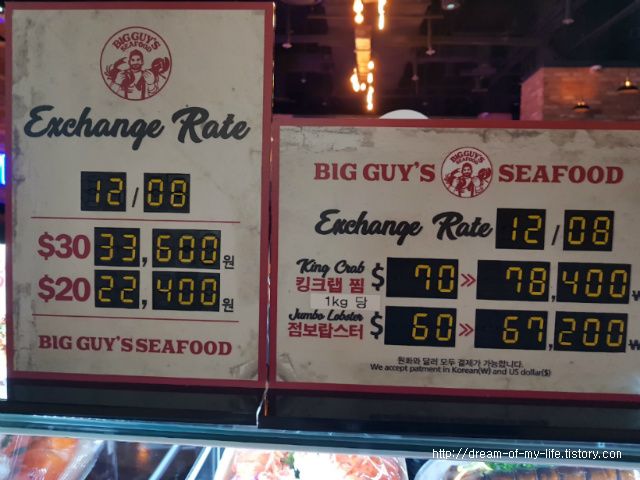 BIG GUY'S
SEAFOOD
Exchange Rate
12/08
$30 33,600원
$20 22,400원
BIG GUY'S SEAFOOD
BIG GUY'S BIG GUY'S SEAFOOD SEAFOOD
Exchange Rate 12/08
King Crab
킹크랩 찜 $ 70 » 78,400₩
1kg 당
Jumbo Lobster
점보랍스터 $ 60 » 67,200₩
원화와 달러 모두 결제가 가능합니다.
We accept patment in Korean(₩) and US dollar($)
http://dream-of-my-life.tistory.com